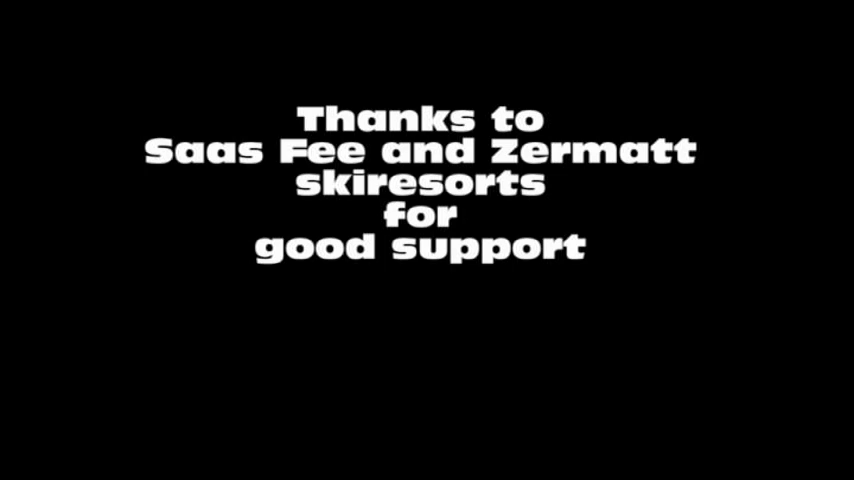 Thanks to
Saas Fee and Zermatt
skiresorts
for
good support